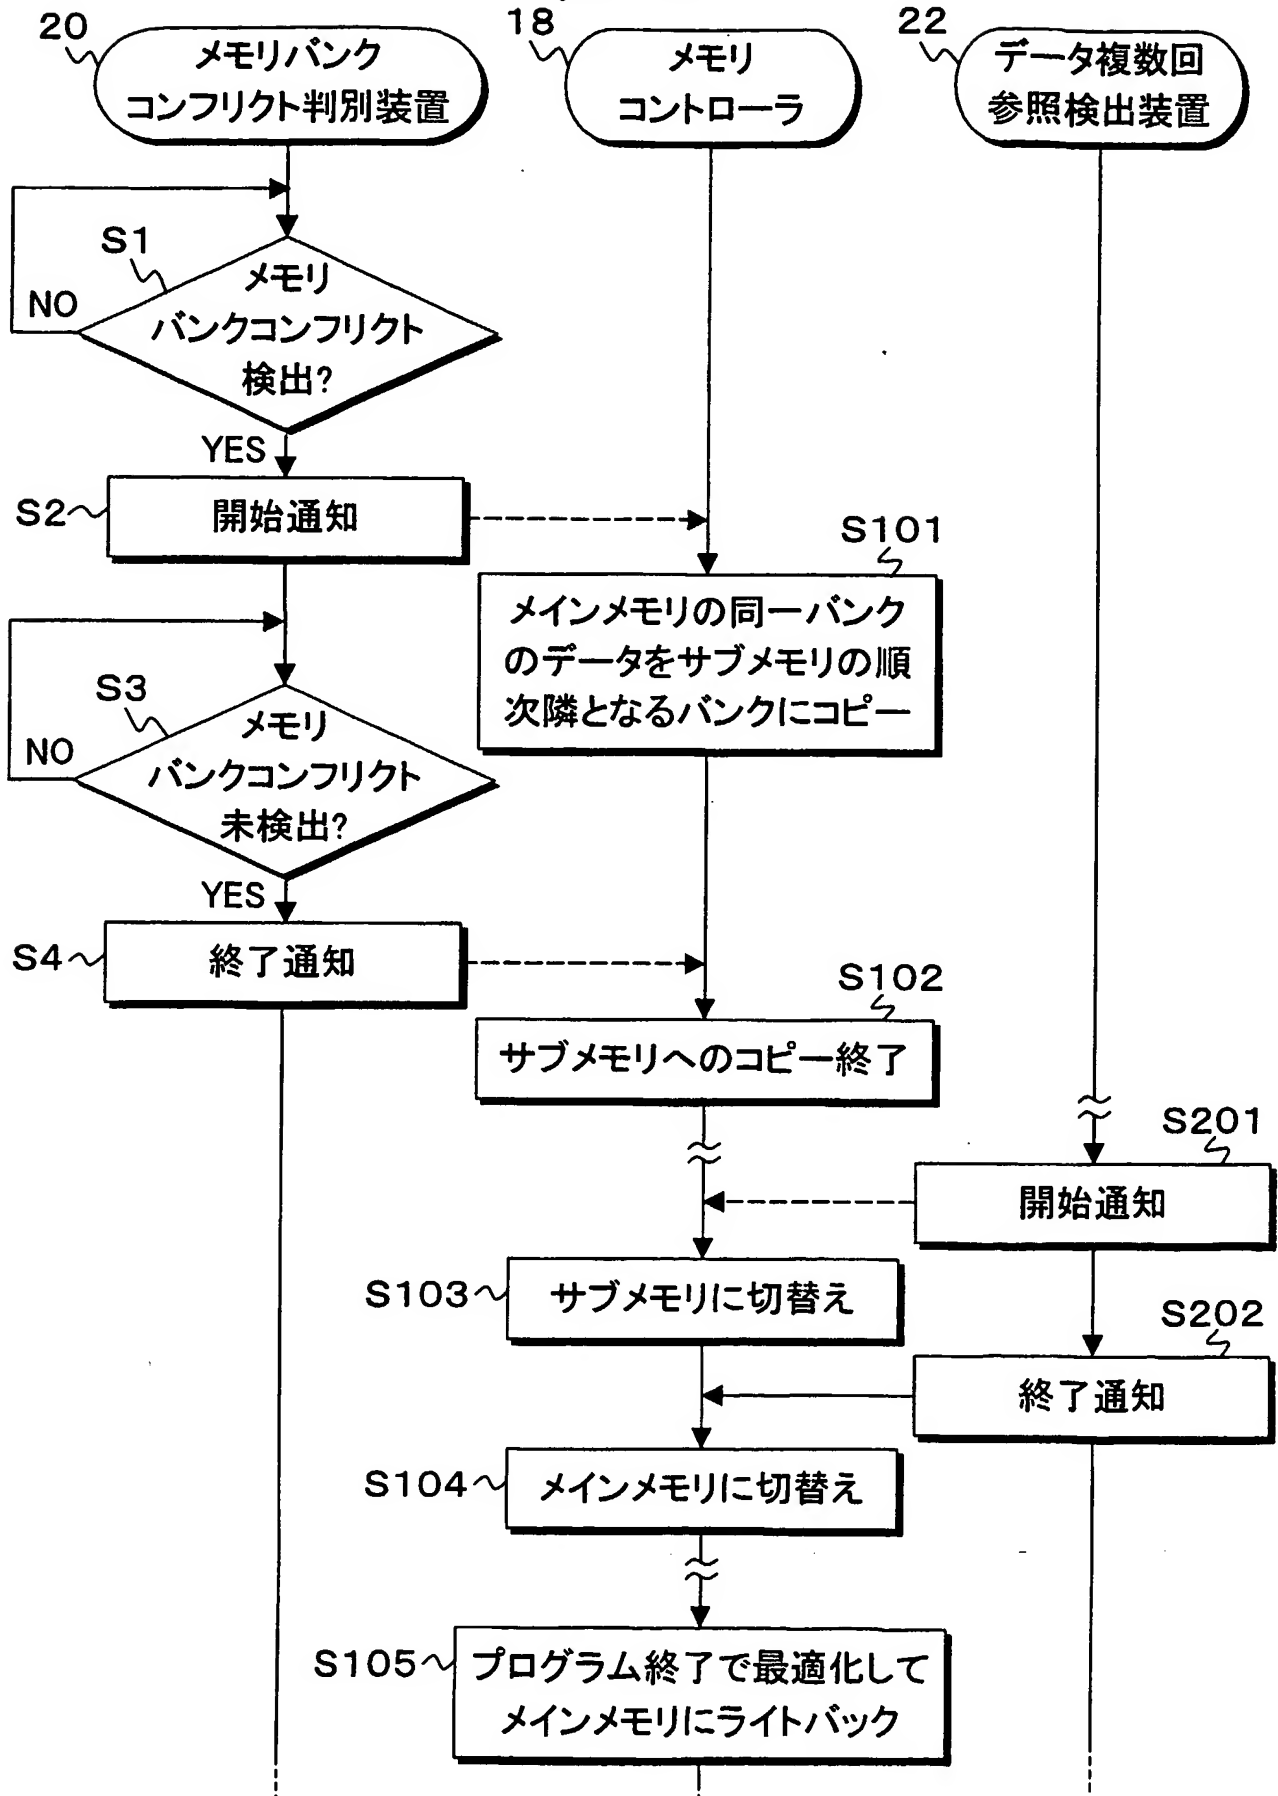 20
メモリバンク
コンフリクト判別装置
18
メモリ
コントローラ
22
データ複数回
参照検出装置
S1
メモリ
バンクコンフリクト
検出?
NO
YES
S2
開始通知
S101
メインメモリの同一バンク
のデータをサブメモリの順
次隣となるバンクにコピー
S3
メモリ
バンクコンフリクト
未検出?
NO
YES
S4
終了通知
S102
サブメモリへのコピー終了
S201
開始通知
S103
サブメモリに切替え
S202
終了通知
S104
メインメモリに切替え
S105
プログラム終了で最適化して
メインメモリにライトバック